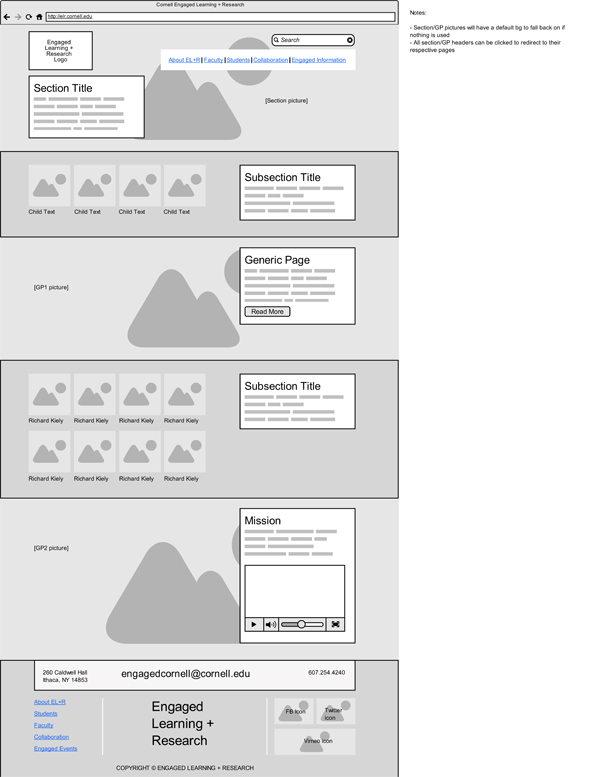 Cornell Engaged Learning + Research
http://elr.cornell.edu
Notes:
- Section/GP pictures will have a default bg to fall back on if
nothing is used
- All section/GP headers can be clicked to redirect to their
respective pages
Engaged
Learning +
Research
Logo
Search
About EL+R | Faculty | Students | Collaboration | Engaged Information
Section Title
[Section picture]
Child Text Child Text Child Text Child Text
Subsection Title
[GP1 picture]
Generic Page
Read More
Subsection Title
Richard Kiely Richard Kiely Richard Kiely Richard Kiely
Richard Kiely Richard Kiely Richard Kiely Richard Kiely
[GP2 picture]
Mission
260 Caldwell Hall
Ithaca, NY 14853
engagedcornell@cornell.edu
607.254.4240
About EL+R
Students
Faculty
Collaboration
Engaged Events
Engaged
Learning +
Research
FB Icon
Twitter
icon
Vimeo Icon
COPYRIGHT © ENGAGED LEARNING + RESEARCH